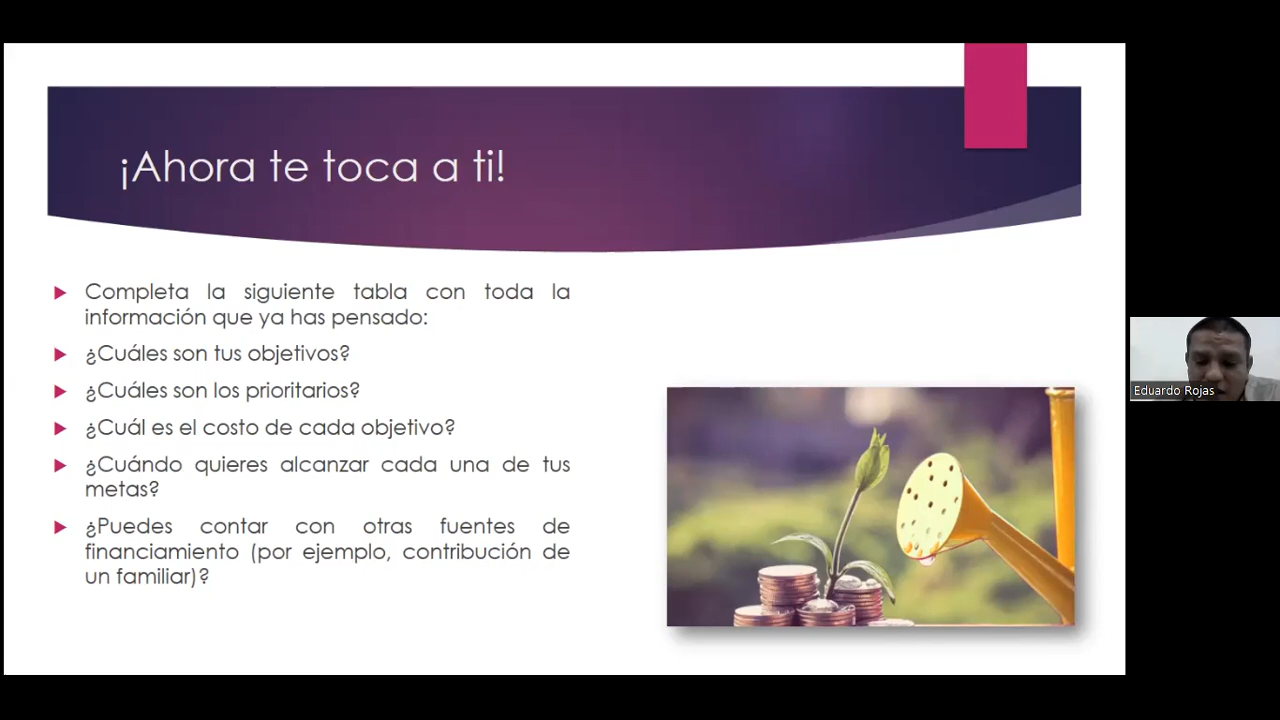 ¡Ahora te toca a ti!
Completa la siguiente tabla con toda la
información que ya has pensado:
¿Cuáles son tus objetivos?
¿Cuáles son los prioritarios?
¿Cuál es el costo de cada objetivo?
¿Cuándo quieres alcanzar cada una de tus
metas?
¿Puedes contar con otras fuentes de
financiamiento (por ejemplo, contribución de
un familiar)?
Eduardo Rojas